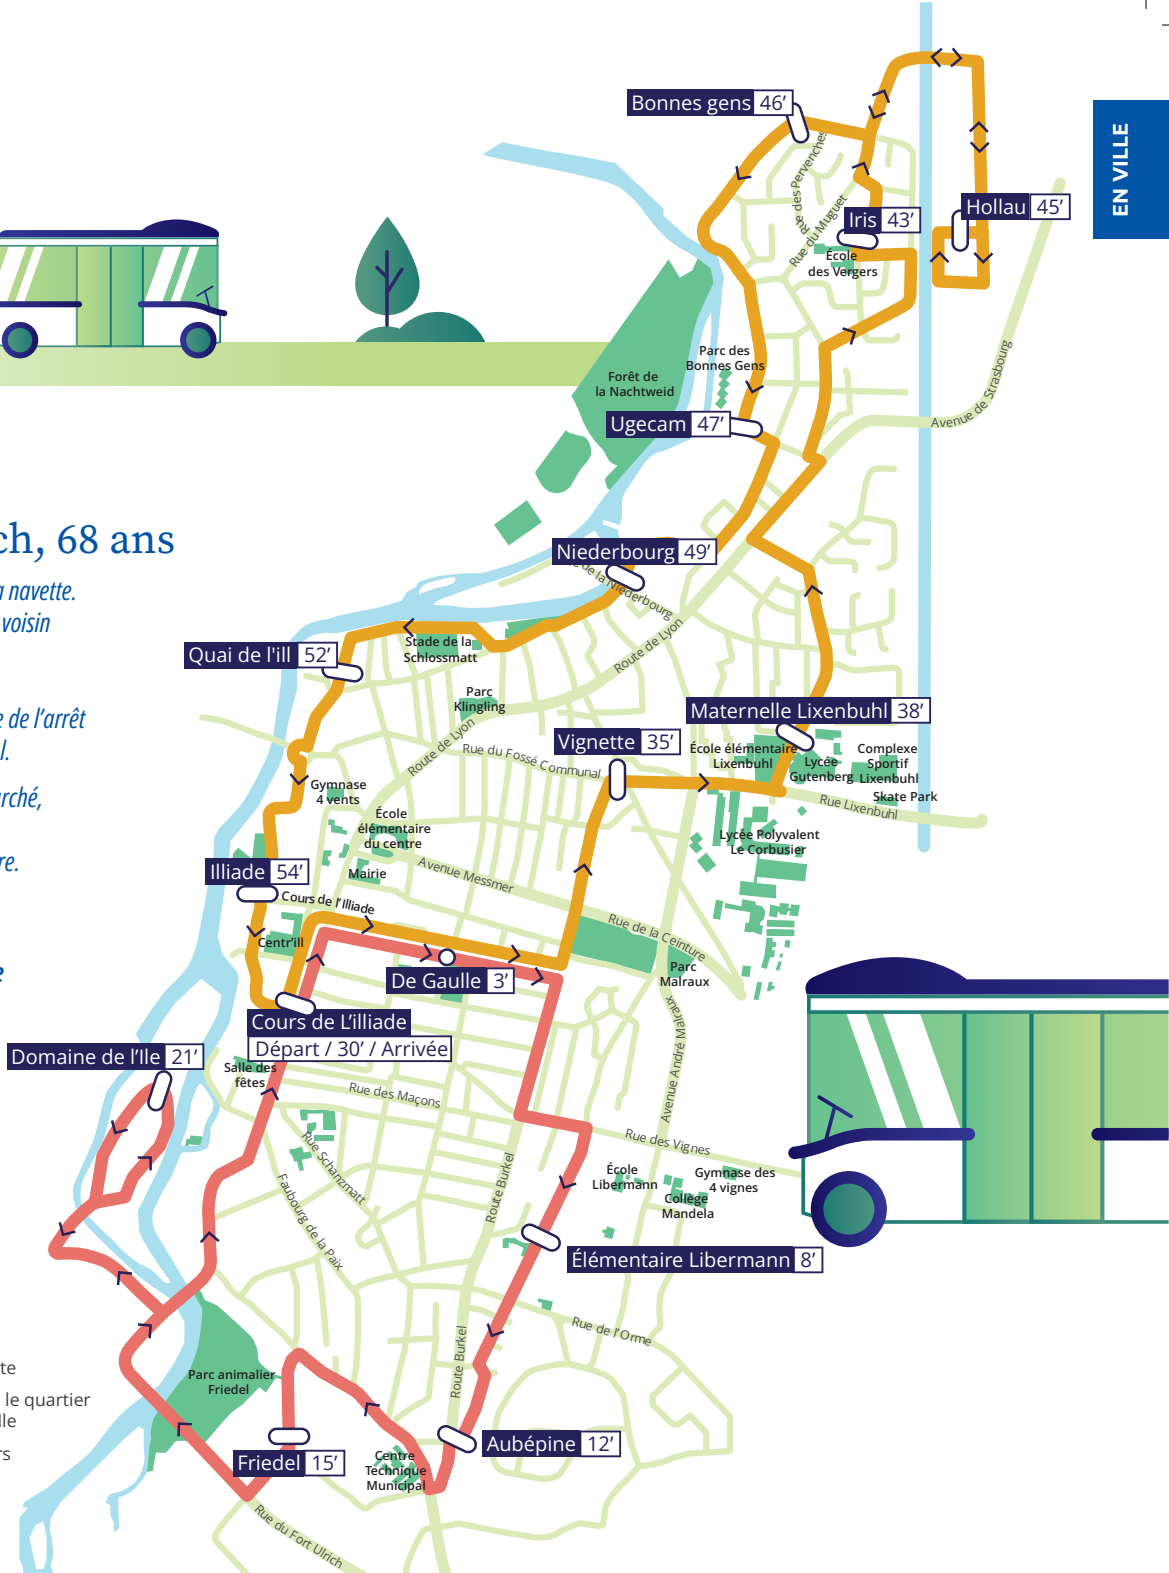 EN VILLE
Bonnes gens 46'
Rue des Pervenches
Rue du Muguet
Iris 43'
Hollau 45'
École
des Vergers
Parc des
Bonnes Gens
Forêt de
la Nachtweid
Avenue de Strasbourg
Ugecam 47'
ch, 68 ans
a navette.
voisin
e de l'arrêt
l.
arché,
re.
e
Niederbourg 49'
de la Niederbourg
Route de Lyon
Stade de la
Schlossmatt
Quai de l'ill 52'
Parc
Klingling
Route de Lyon
Rue du Fossé Communal
Vignette 35'
Maternelle Lixenbuhl 38'
École élémentaire
Lixenbuhl
Lycée
Gutenberg
Complexe
Sportif
Lixenbuhl
Skate Park
Rue Lixenbuhl
Gymnase
4 vents
École
élémentaire
du centre
Mairie
Avenue Messmer
Lycée Polyvalent
Le Corbusier
Illiade 54'
Cours de l'Illiade
Centr'ill
Rue de la Ceinture
Parc
Malraux
De Gaulle 3'
Cours de L'illiade
Départ / 30' / Arrivée
Avenue André Malraux
Domaine de l'Ile 21'
Salle des
fêtes
Rue des Maçons
Rue Schanzmatt
Faubourg de la Paix
Route Burkel
Rue des Vignes
École
Libermann
Gymnase des
4 vignes
Collège
Mandela
Élémentaire Libermann 8'
Rue de l'Orme
Route Burkel
Parc animalier
Friedel
Friedel 15'
Centre
Technique
Municipal
Aubépine 12'
Rue du Fort Ulrich
te
le quartier
Ile
rs